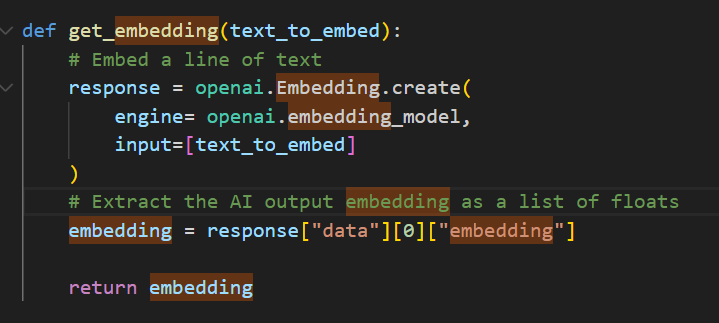 def get_embedding(text_to_embed):
# Embed a line of text
response = openai.Embedding.create(
engine= openai.embedding_model,
input=[text_to_embed]
)
# Extract the AI output embedding as a list of floats
embedding = response["data"][0]["embedding"]
return embedding